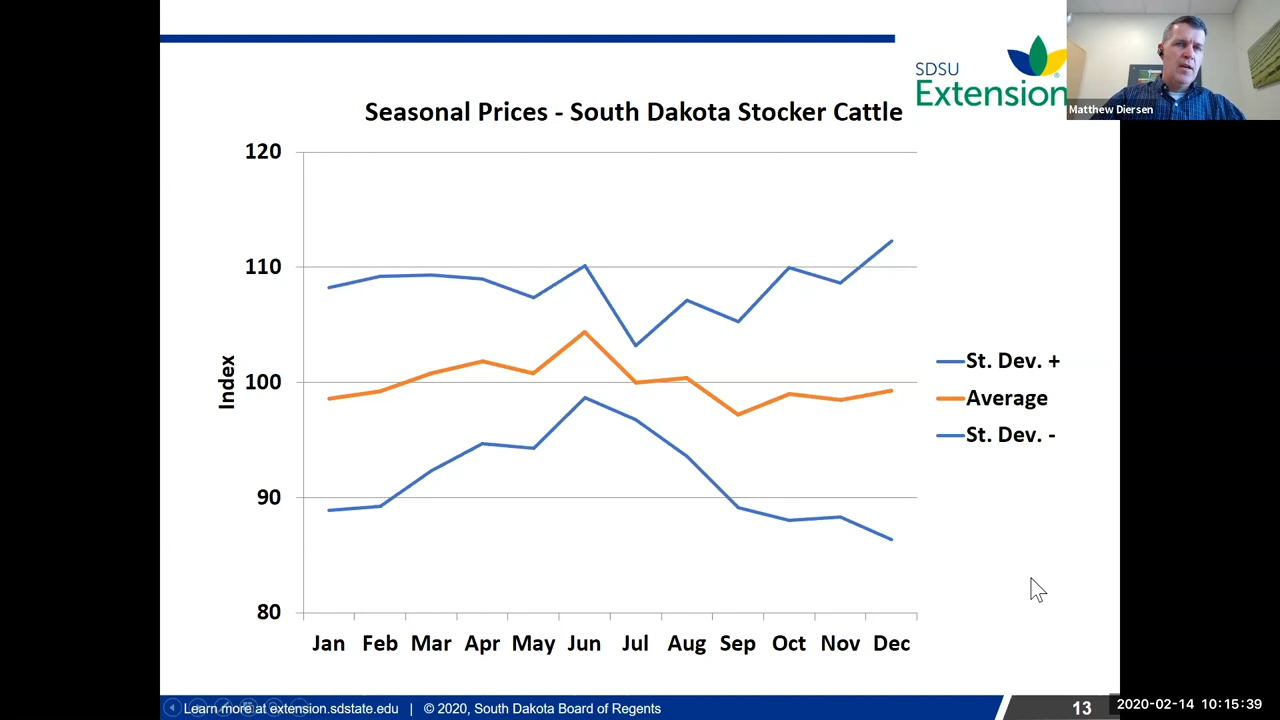 SDSU
Extension
Matthew Diersen
Seasonal Prices - South Dakota Stocker Cattle
120
110
100
90
80
Index
Jan Feb Mar Apr May Jun Jul Aug Sep Oct Nov Dec
St. Dev. +
Average
St. Dev. -
Learn more at extension.sdstate.edu | © 2020, South Dakota Board of Regents
13
2020-02-14 10:15:39